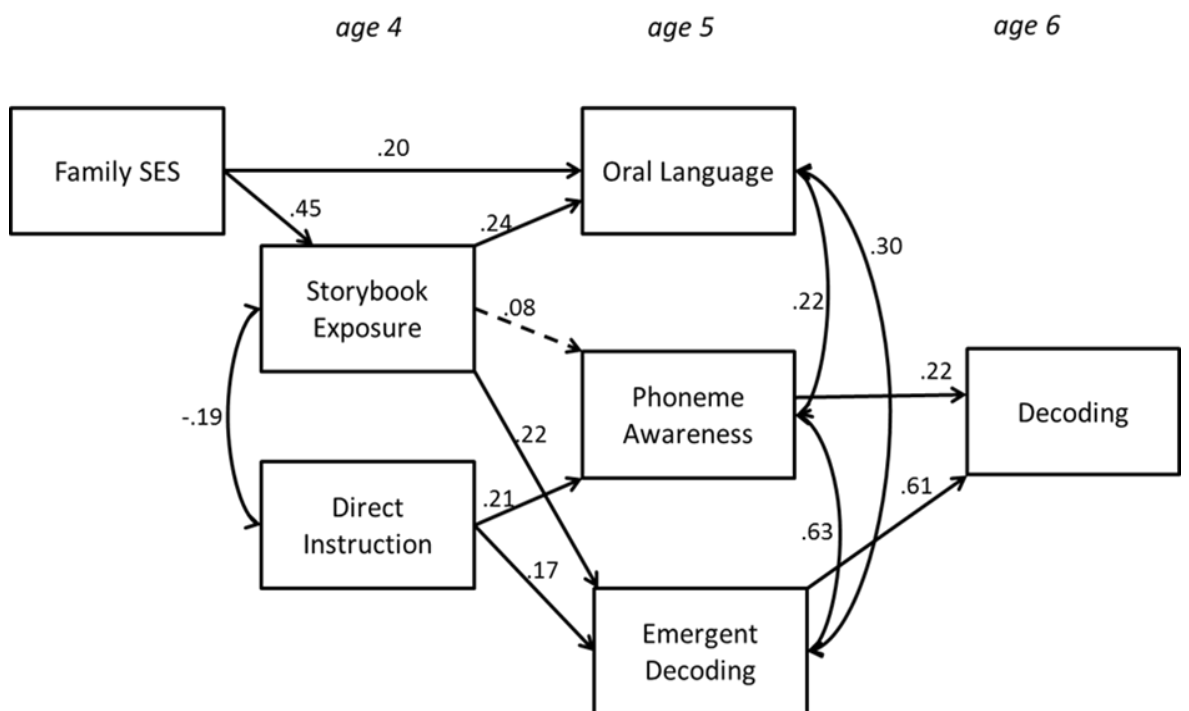 age 4
age 5
age 6
Family SES
.20
Oral Language
.45
.24
.30
Storybook
Exposure
.08
.22
-.19
Phoneme
Awareness
.22
Decoding
.22
Direct
Instruction
.21
.61
.63
.17
Emergent
Decoding